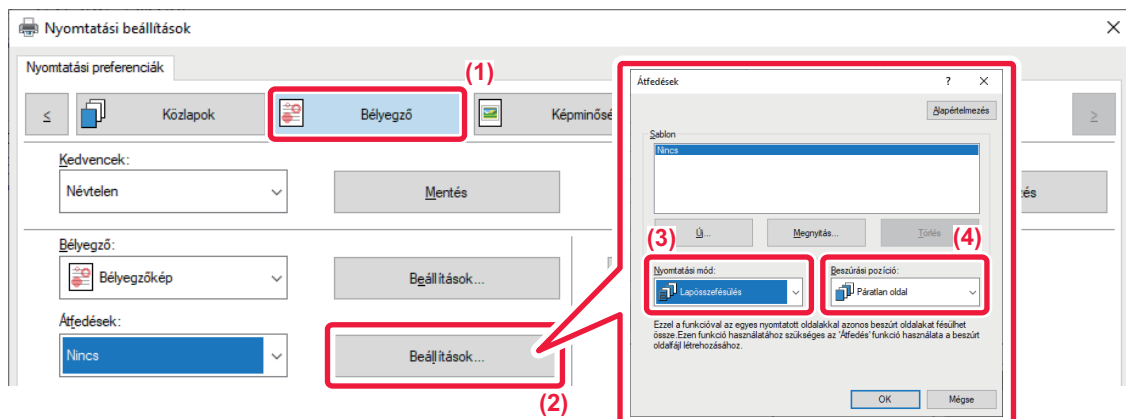 Nyomtatási beállítások
Nyomtatási preferenciák
(1)
≤
Közlapok
Bélyegző
Képminősé
≥
Kedvencek:
Névtelen
Mentés
és
Bélyegző:
Bélyegzőkép
Beállítások...
Átfedések:
Nincs
Beállítások...
(2)
Átfedések
?
Alapértelmezés
Sablon
Nincs
Új...
Megnyitás...
Törlés
(3)
(4)
Nyomtatási mód:
Beszúrási pozíció:
Lapösszefésülés
Páratlan oldal
Ezzel a funkcióval az egyes nyomtatott oldalakkal azonos beszúrt oldalakat fésülhet
össze.Ezen funkció használatához szükséges az 'Átfedés' funkció használata a beszúrt
oldalfájl létrehozásához.
OK
Mégse